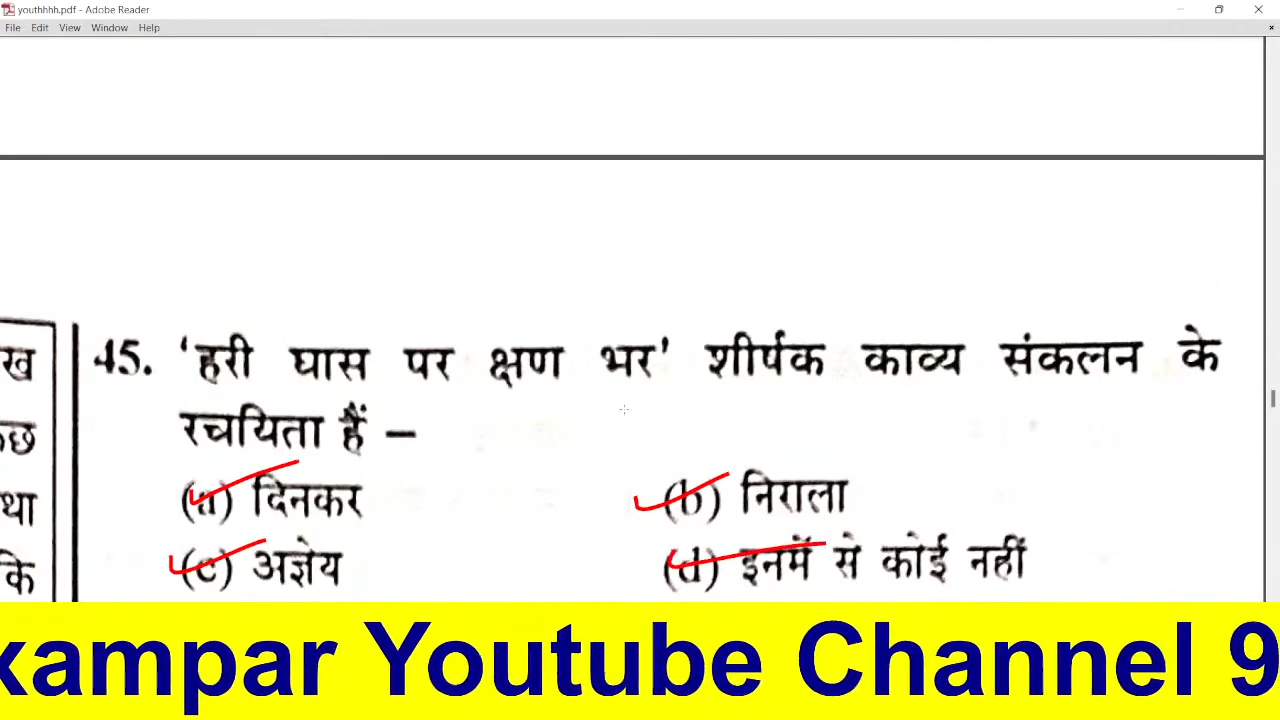 youthhhh.pdf - Adobe Reader
File Edit View Window Help
ख
छ
था
कि
45. 'हरी घास पर क्षण भर' शीर्षक काव्य संकलन के
रचयिता हैं –
(a) दिनकर (b) निराला
(c) अज्ञेय (d) इनमें से कोई नहीं
xampar Youtube Channel 9